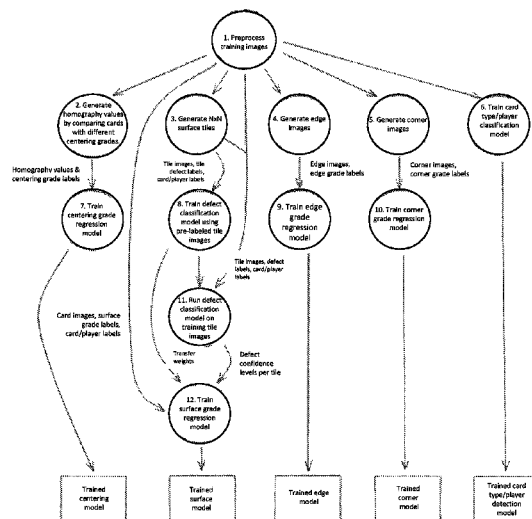 1. Preprocess
training images
2. Generate
homography values
by comparing cards
with different
centering grades.
3. Generate NxN
surface tiles
4. Generate edge
images
5. Generate corner
images
6. Train card
type/player
classification
model
Homography values &
centering grade labels
Tile images, tile
defect labels,
card/player labels
Edge images,
edge grade labels
Corner images,
corner grade labels
7. Train
centering grade
regression
model
8. Train defect
classification
model using
pre-labeled tile
images
9. Train edge
grade
regression
model
10. Train corner
grade regression
model
Tile images, defect
labels, card/player
labels
Card images, surface
grade labels,
card/player labels
11. Run defect
classification
model on
training tile
images
Transfer
weights
Defect
confidence
levels per tile
12. Train
surface grade
regression
model
Trained
centering
model
Trained
surface
model
Trained edge
model
Trained
corner
model
Trained card
type/player
detection
model